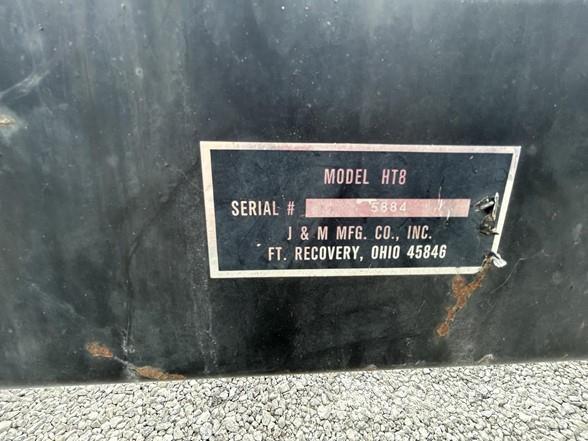 MODEL HT8
SERIAL # 5884
J & M MFG. CO., INC.
FT. RECOVERY, OHIO 45846